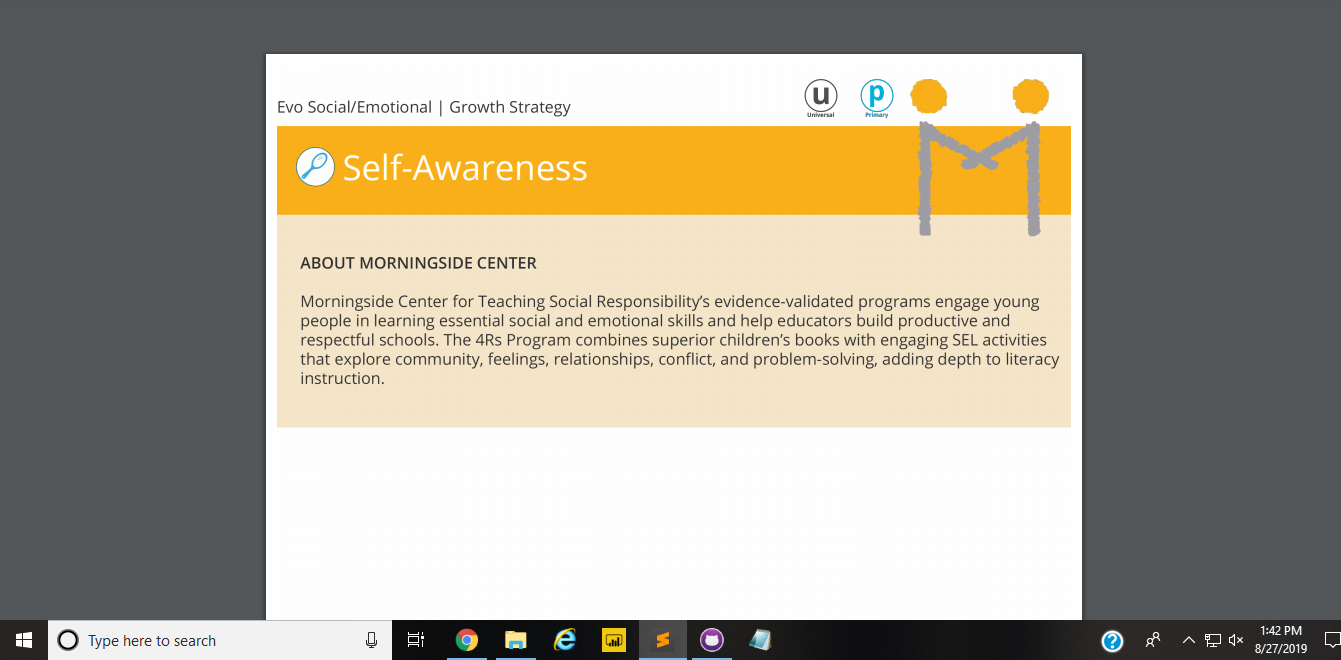 Evo Social/Emotional | Growth Strategy
u
Universal
p
Primary
Self-Awareness
ABOUT MORNINGSIDE CENTER
Morningside Center for Teaching Social Responsibility’s evidence-validated programs engage young
people in learning essential social and emotional skills and help educators build productive and
respectful schools. The 4Rs Program combines superior children’s books with engaging SEL activities
that explore community, feelings, relationships, conflict, and problem-solving, adding depth to literacy
instruction.
Type here to search
1:42 PM
8/27/2019